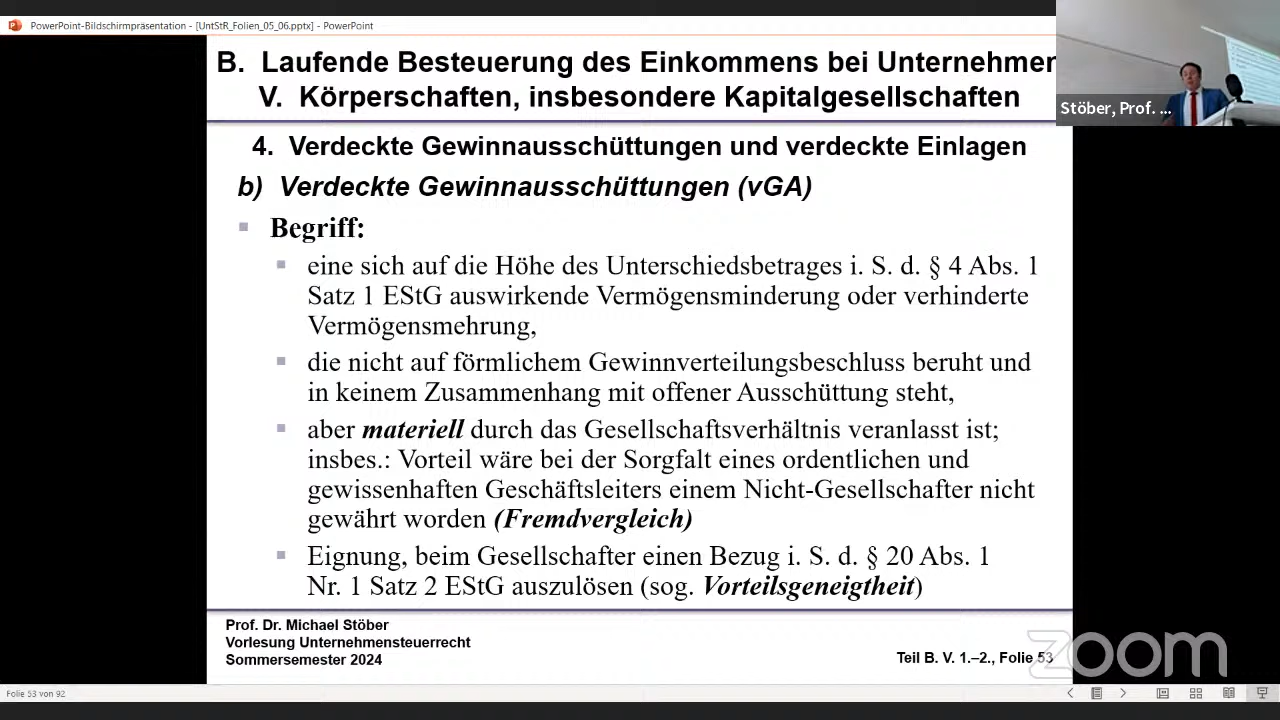 PowerPoint-Bildschirmpräsentation - [UntStR_Folien_05_06.pptx] - PowerPoint
B. Laufende Besteuerung des Einkommens bei Unternehmen
V. Körperschaften, insbesondere Kapitalgesellschaften
Stöber, Prof. ...
4. Verdeckte Gewinnausschüttungen und verdeckte Einlagen
b) Verdeckte Gewinnausschüttungen (vGA)
Begriff:
eine sich auf die Höhe des Unterschiedsbetrages i. S. d. § 4 Abs. 1
Satz 1 EStG auswirkende Vermögensminderung oder verhinderte
Vermögensmehrung,
die nicht auf förmlichem Gewinnverteilungsbeschluss beruht und
in keinem Zusammenhang mit offener Ausschüttung steht,
aber materiell durch das Gesellschaftsverhältnis veranlasst ist;
insbes.: Vorteil wäre bei der Sorgfalt eines ordentlichen und
gewissenhaften Geschäftsleiters einem Nicht-Gesellschafter nicht
gewährt worden (Fremdvergleich)
Eignung, beim Gesellschafter einen Bezug i. S. d. § 20 Abs. 1
Nr. 1 Satz 2 EStG auszulösen (sog. Vorteilsgeneigtheit)
Prof. Dr. Michael Stöber
Vorlesung Unternehmensteuerrecht
Sommersemester 2024
Teil B. V. 1.–2., Folie 53
zoom
Folie 53 von 92